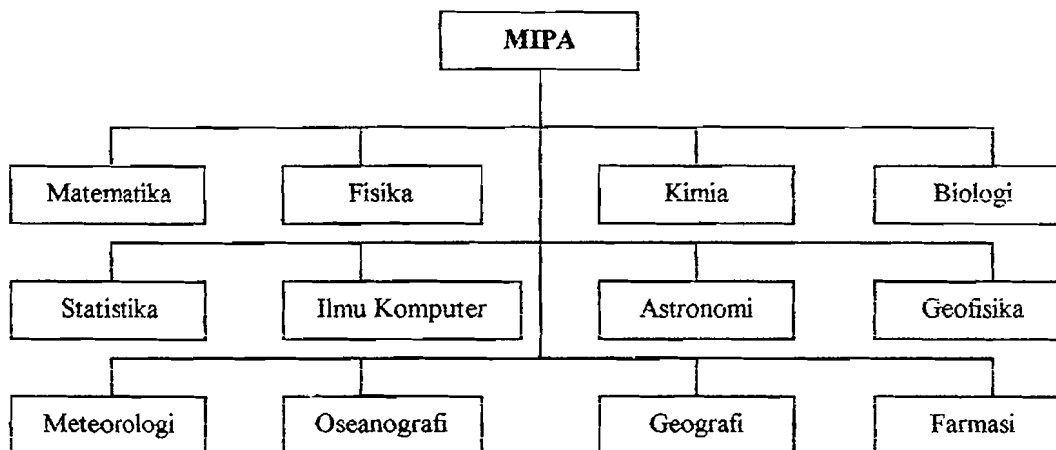 MIPA
Matematika
Fisika
Kimia
Biologi
Statistika
Ilmu Komputer
Astronomi
Geofisika
Meteorologi
Oseanografi
Geografi
Farmasi